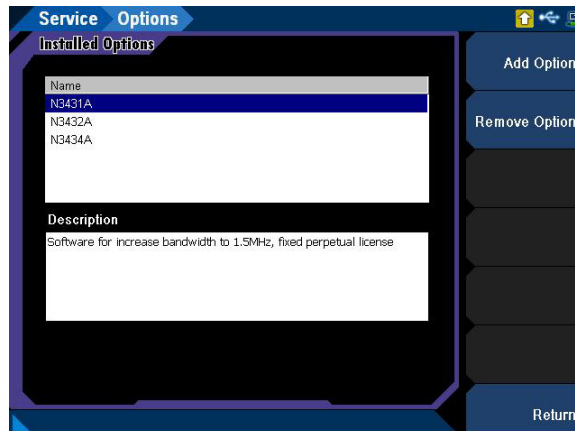 Service Options
Installed Options
Name
N3431A
N3432A
N3434A
Description
Software for increase bandwidth to 1.5MHz, fixed perpetual license
Add Option
Remove Option
Return